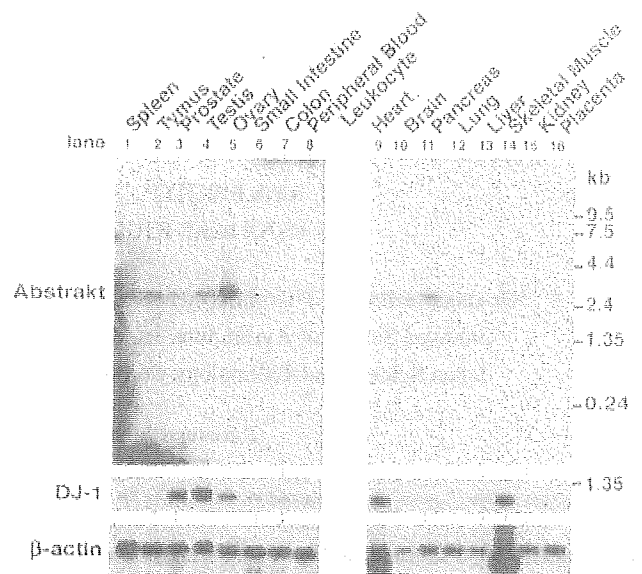 Spleen
Tymus
Prostate
Testis
Ovary
Small Intestine
Colon
Peripheral Blood
Leukocyte
Heart
Brain
Pancreas
Lung
Liver
Skeletal Muscle
Kidney
Placenta
lane 1 2 3 4 5 6 7 8 9 10 11 12 13 14 15 16
kb
9.5
7.5
4.4
Abstrakt
2.4
1.35
0.24
1.35
DJ-1
β-actin